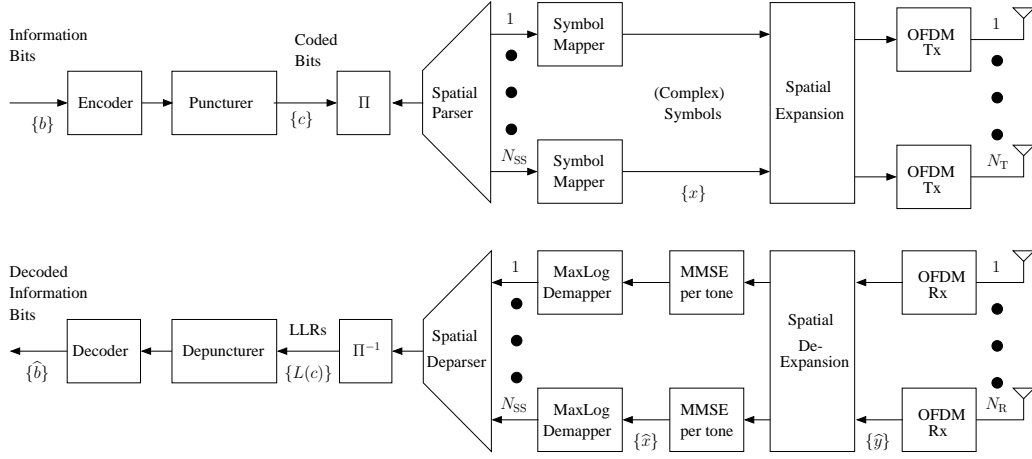 Information
Bits
{b}
Encoder
Puncturer
Coded
Bits
{c}
Π
Spatial
Parser
1
N_SS
Symbol
Mapper
Symbol
Mapper
(Complex)
Symbols
{x}
Spatial
Expansion
OFDM
Tx
OFDM
Tx
1
N_T
Decoded
Information
Bits
{b̂}
Decoder
Depuncturer
LLRs
{L(c)}
Π⁻¹
Spatial
Deparser
1
N_SS
MaxLog
Demapper
MaxLog
Demapper
{x̂}
MMSE
per tone
MMSE
per tone
Spatial
De-
Expansion
{ŷ}
OFDM
Rx
OFDM
Rx
1
N_R